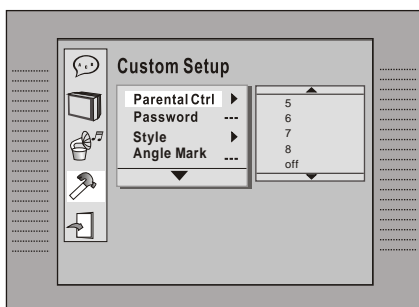 Custom Setup
Parental Ctrl
Password ---
Style
Angle Mark ---
5
6
7
8
off